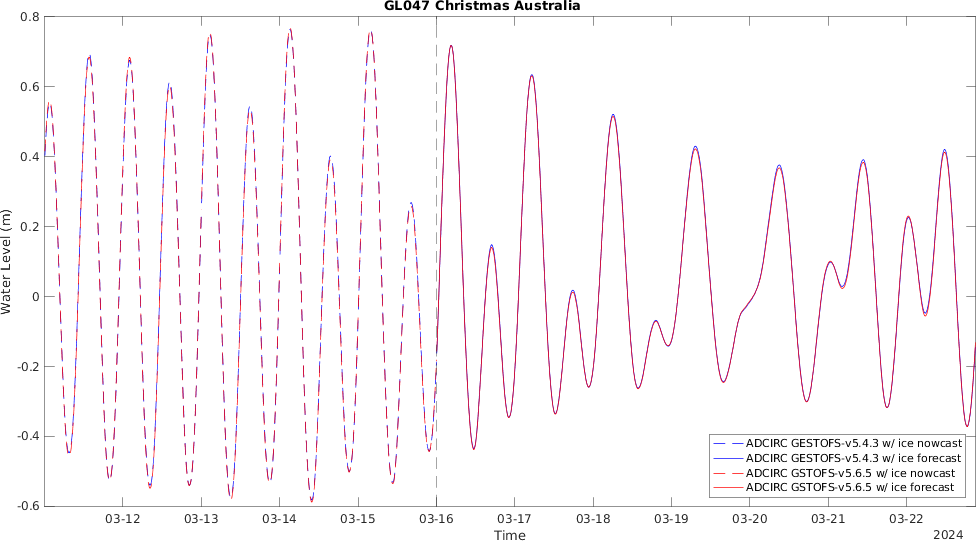 GL047 Christmas Australia
0.8
0.6
0.4
0.2
0
-0.2
-0.4
-0.6
Water Level (m)
ADCIRC GESTOFS-v5.4.3 w/ ice nowcast
ADCIRC GESTOFS-v5.4.3 w/ ice forecast
ADCIRC GSTOFS-v5.6.5 w/ ice nowcast
ADCIRC GSTOFS-v5.6.5 w/ ice forecast
03-12 03-13 03-14 03-15 03-16 03-17 03-18 03-19 03-20 03-21 03-22
Time
2024